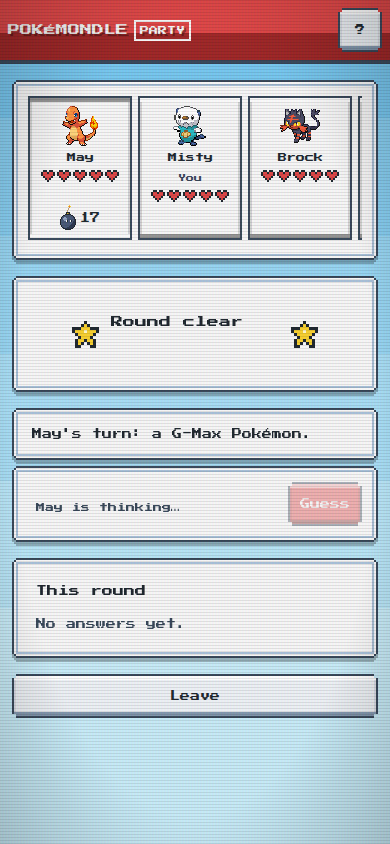 POKéMONDLE PARTY
?
May
17
Misty
You
Brock
Round clear
May's turn: a G-Max Pokémon.
May is thinking…
Guess
This round
No answers yet.
Leave